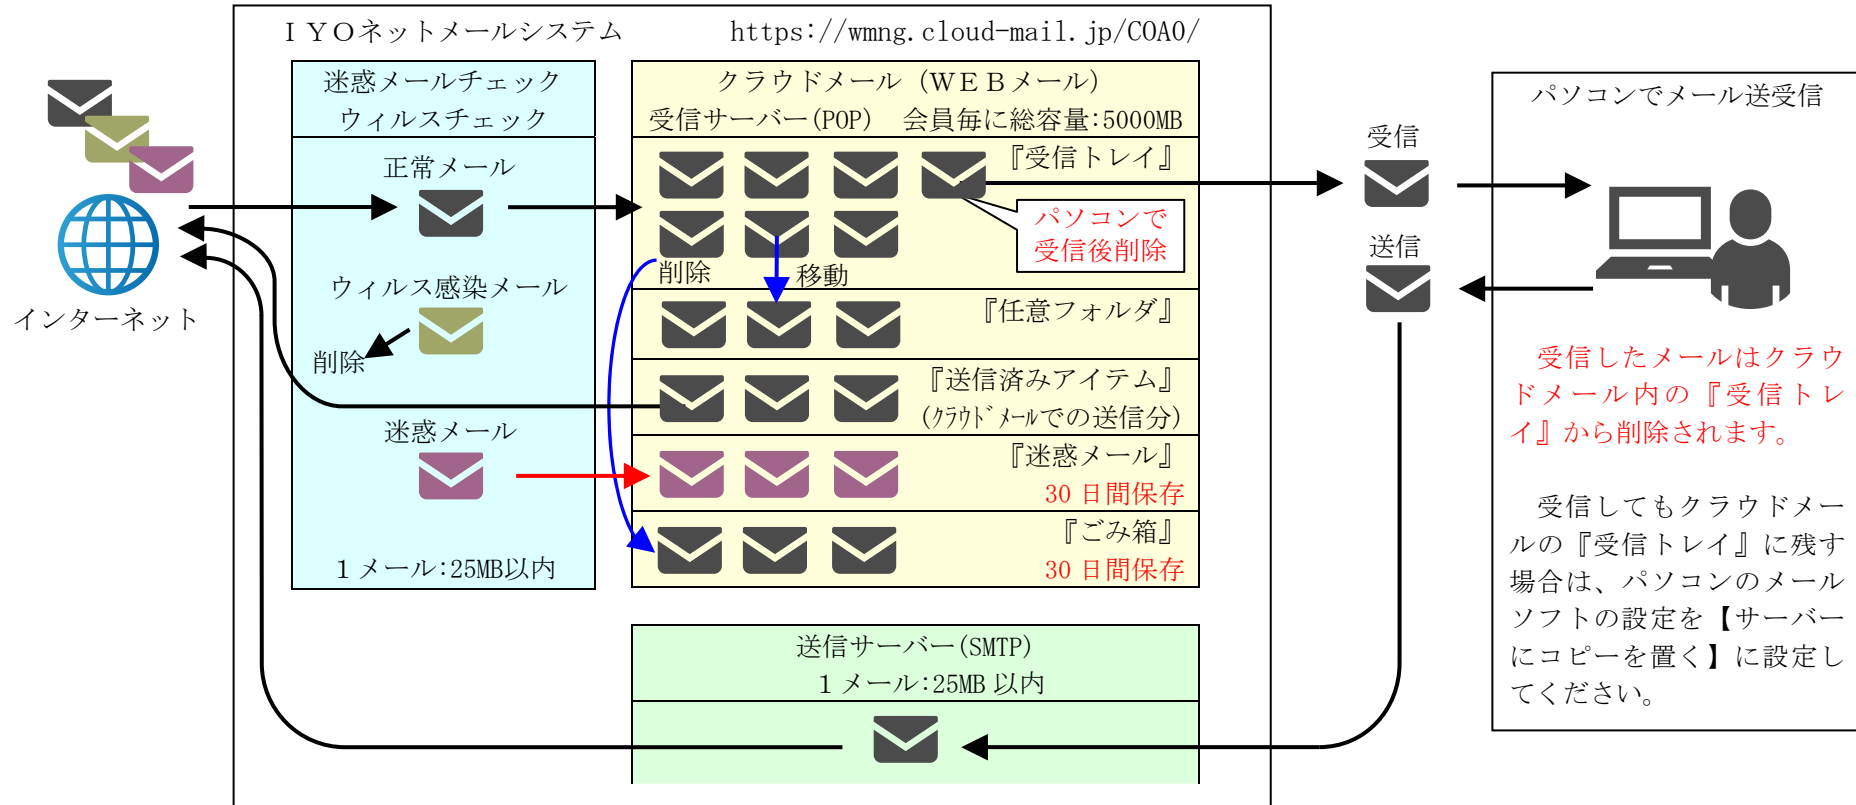 ＩＹＯネットメールシステム
https://wmng.cloud-mail.jp/COA0/
迷惑メールチェック
ウィルスチェック
正常メール
ウィルス感染メール
削除
迷惑メール
１メール:25MB以内
インターネット
クラウドメール（ＷＥＢメール）
受信サーバー(POP)　会員毎に総容量:5000MB
『受信トレイ』
パソコンで
受信後削除
削除
移動
『任意フォルダ』
『送信済みアイテム』
(ｸﾗｳﾄﾞﾒｰﾙでの送信分)
『迷惑メール』
30日間保存
『ごみ箱』
30日間保存
送信サーバー(SMTP)
１メール:25MB以内
受信
送信
パソコンでメール送受信
受信したメールはクラウ
ドメール内の『受信トレ
イ』から削除されます。
受信してもクラウドメー
ルの『受信トレイ』に残す
場合は、パソコンのメール
ソフトの設定を【サーバー
にコピーを置く】に設定し
てください。